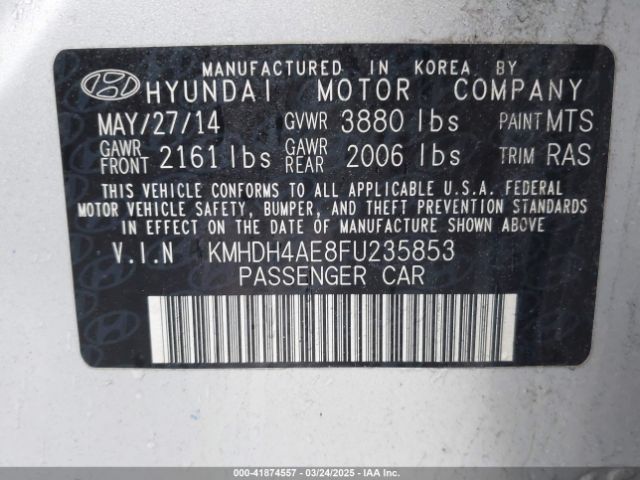 MANUFACTURED IN KOREA BY
HYUNDAI MOTOR COMPANY
MAY/27/14 GVWR 3880 lbs PAINT MTS
GAWR FRONT 2161 lbs GAWR REAR 2006 lbs TRIM RAS
THIS VEHICLE CONFORMS TO ALL APPLICABLE U.S.A. FEDERAL
MOTOR VEHICLE SAFETY, BUMPER, AND THEFT PREVENTION STANDARDS
IN EFFECT ON THE DATE OF MANUFACTURE SHOWN ABOVE
V.I.N KMHDH4AE8FU235853
PASSENGER CAR
000-41874557 - 03/24/2025 - IAAI.com